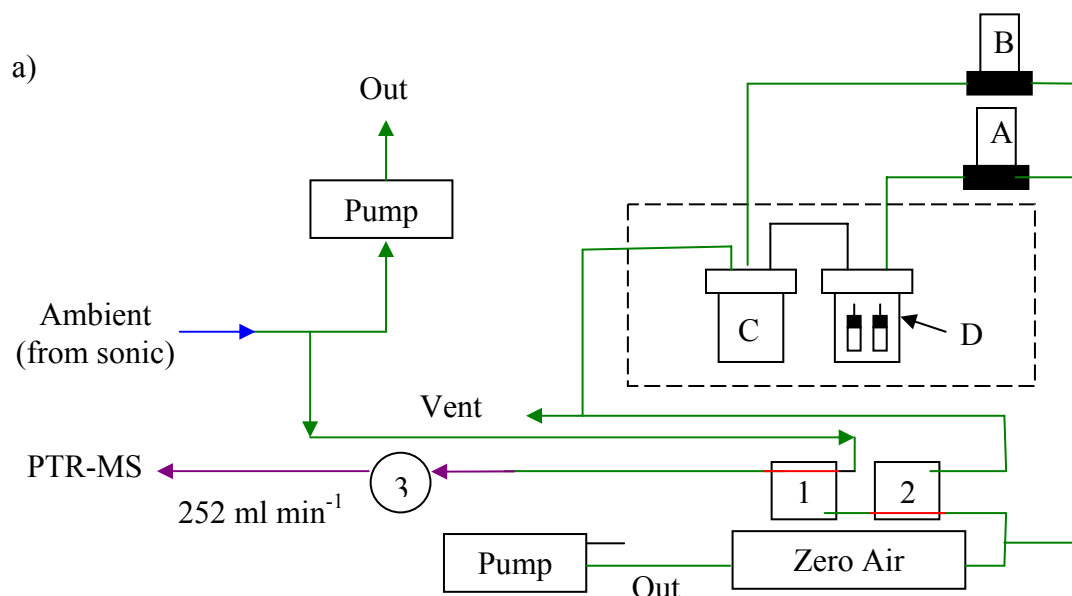 a)
Out
Pump
B
A
Ambient
(from sonic)
C
D
Vent
PTR-MS
3
1
2
252 ml min-1
Pump
Out
Zero Air